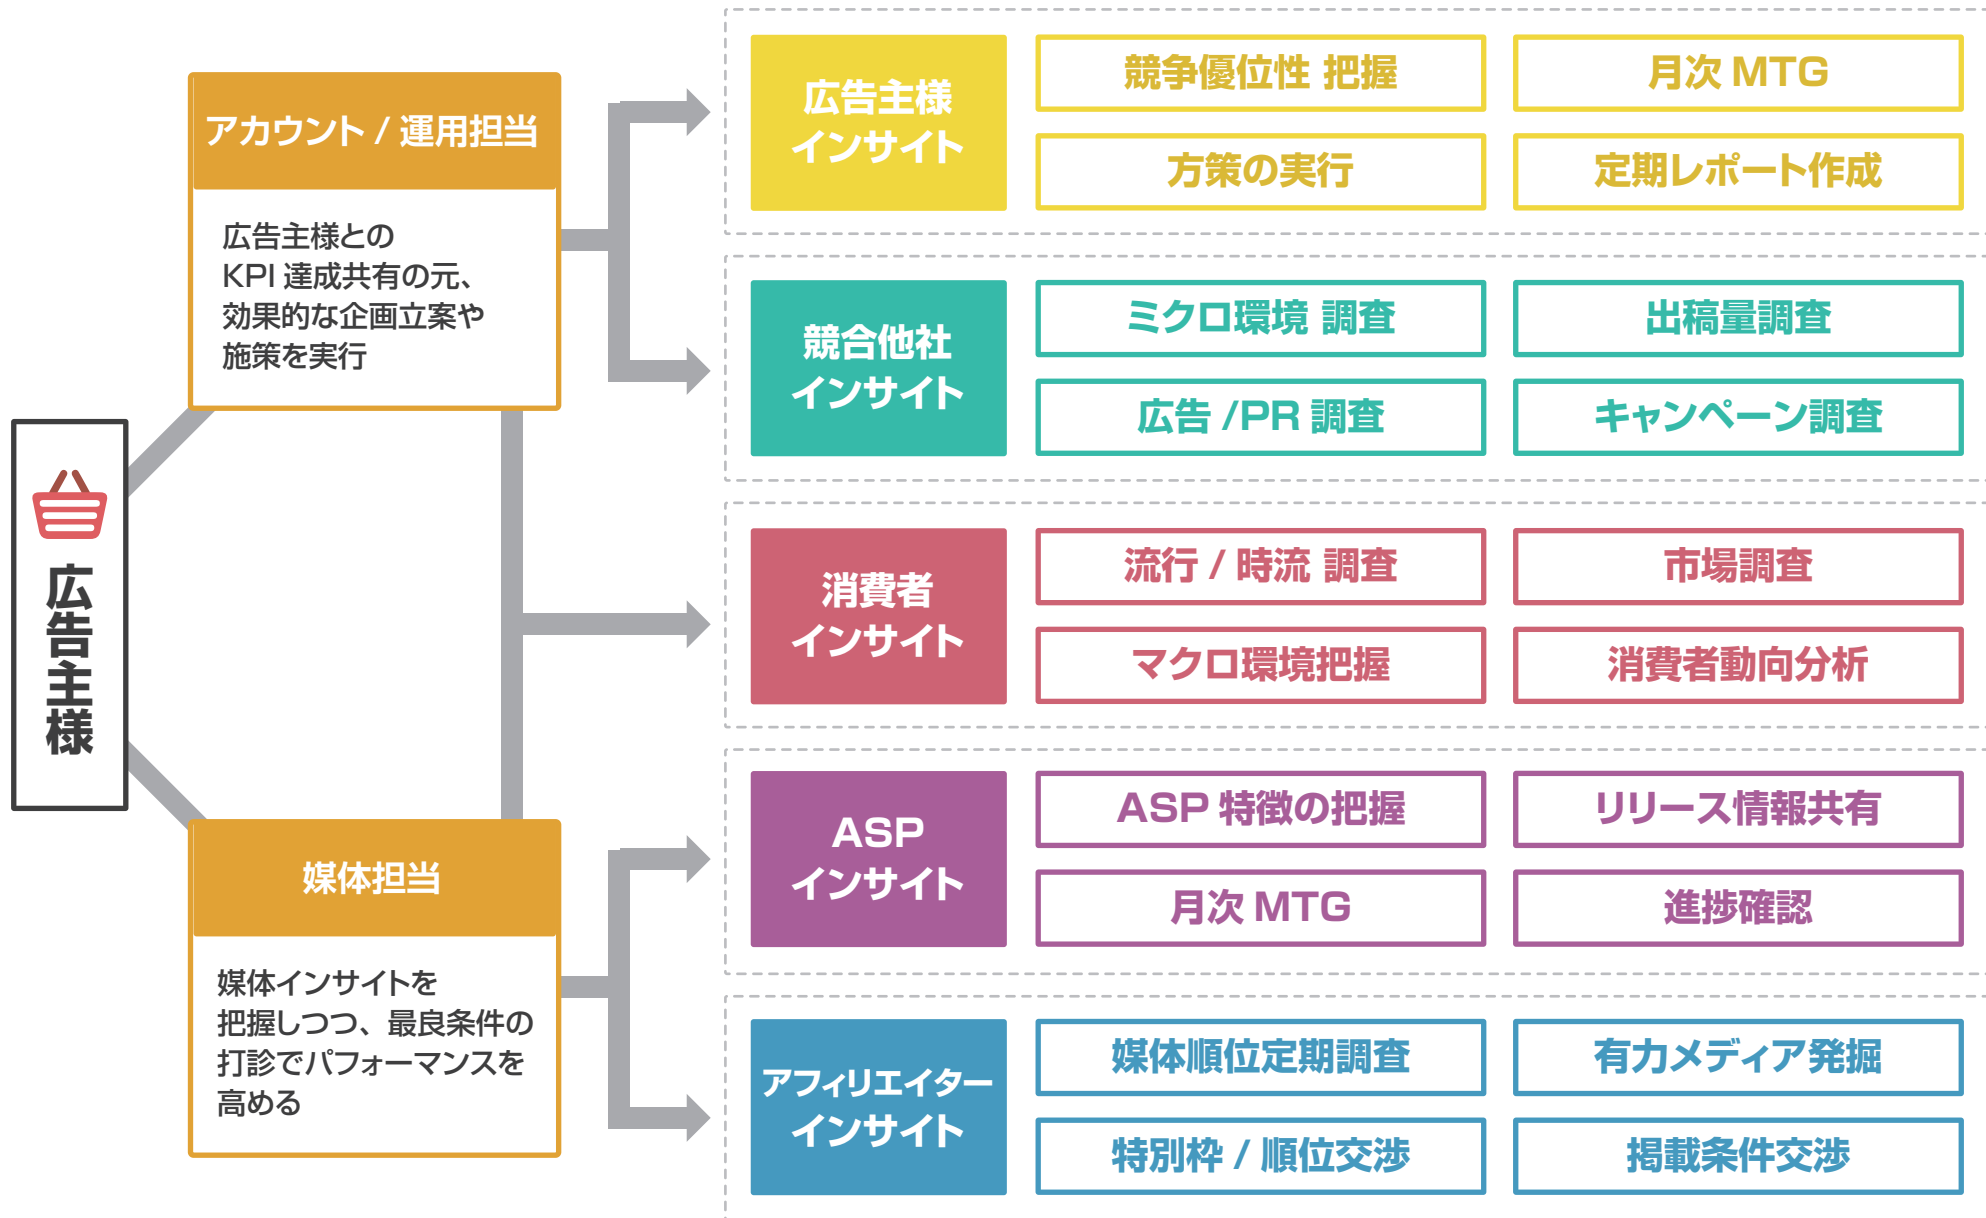 広告主様
アカウント / 運用担当
広告主様との
KPI 達成共有の元、
効果的な企画立案や
施策を実行
媒体担当
媒体インサイトを
把握しつつ、最良条件の
打診でパフォーマンスを
高める
広告主様
インサイト
競争優位性 把握
月次 MTG
方策の実行
定期レポート作成
競合他社
インサイト
ミクロ環境 調査
出稿量調査
広告 /PR 調査
キャンペーン調査
消費者
インサイト
流行 / 時流 調査
市場調査
マクロ環境把握
消費者動向分析
ASP
インサイト
ASP 特徴の把握
リリース情報共有
月次 MTG
進捗確認
アフィリエイター
インサイト
媒体順位定期調査
有力メディア発掘
特別枠 / 順位交渉
掲載条件交渉